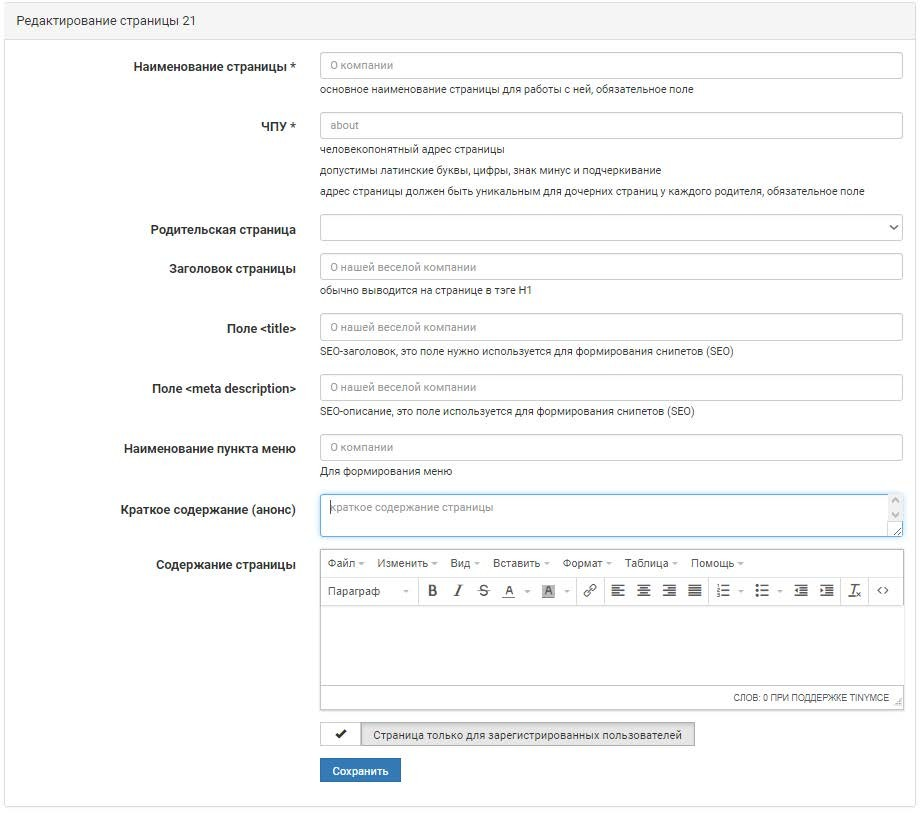 Редактирование страницы 21
Наименование страницы *
О компании
основное наименование страницы для работы с ней, обязательное поле
ЧПУ *
about
человекопонятный адрес страницы
допустимы латинские буквы, цифры, знак минус и подчеркивание
адрес страницы должен быть уникальным для дочерних страниц у каждого родителя, обязательное поле
Родительская страница
Заголовок страницы
О нашей веселой компании
обычно выводится на странице в тэге H1
Поле <title>
О нашей веселой компании
SEO-заголовок, это поле нужно используется для формирования снипетов (SEO)
Поле <meta description>
О нашей веселой компании
SEO-описание, это поле используется для формирования снипетов (SEO)
Наименование пункта меню
О компании
Для формирования меню
Краткое содержание (анонс)
краткое содержание страницы
Содержание страницы
Файл Изменить Вид Вставить Формат Таблица Помощь
Параграф B I S A A
СЛОВ: 0 ПРИ ПОДДЕРЖКЕ TINYMCE
Страница только для зарегистрированных пользователей
Сохранить